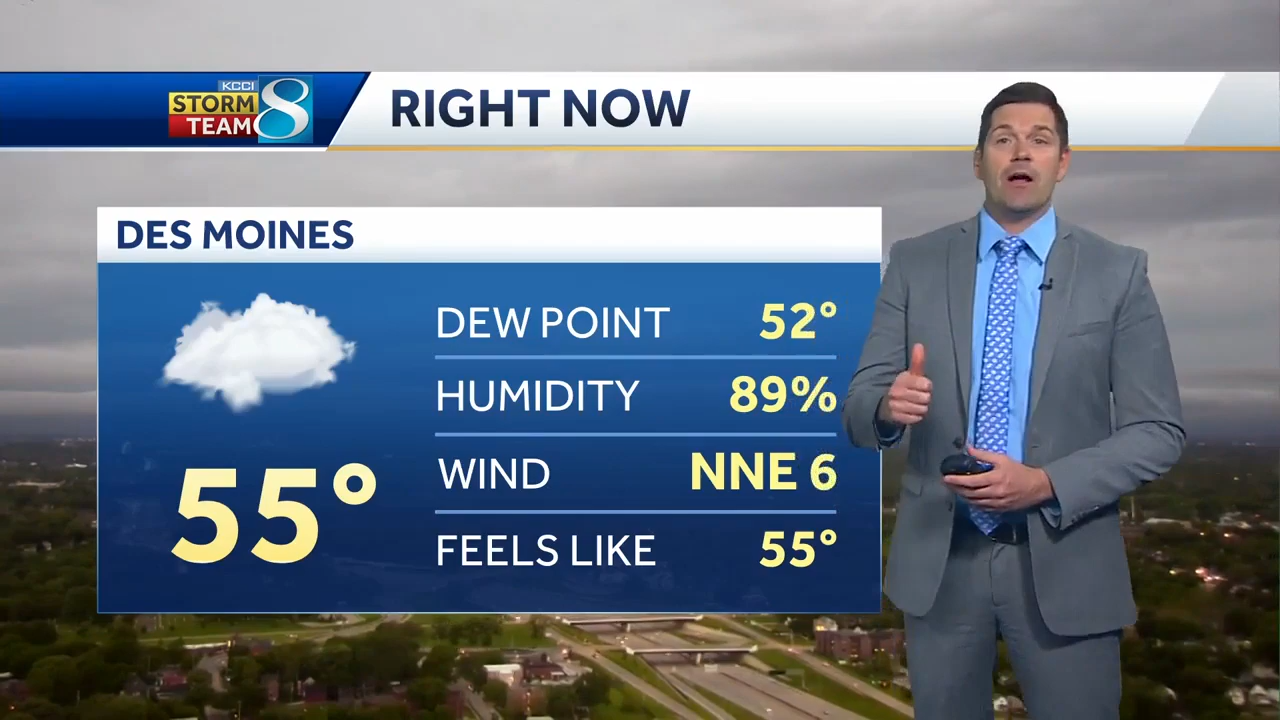 KCCI
STORM
TEAM 8
RIGHT NOW
DES MOINES
55°
DEW POINT 52°
HUMIDITY 89%
WIND NNE 6
FEELS LIKE 55°